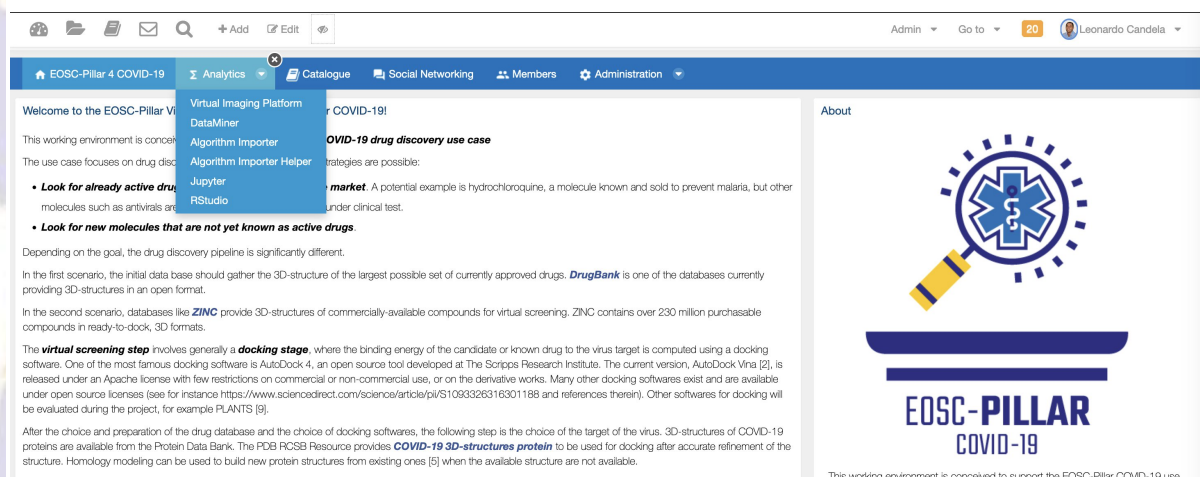 + Add Edit Admin Go to 20 Leonardo Candela
EOSC-Pillar 4 COVID-19 Σ Analytics Catalogue Social Networking Members Administration
Virtual Imaging Platform
DataMiner
Algorithm Importer
Algorithm Importer Helper
Jupyter
RStudio
Welcome to the EOSC-Pillar Vi r COVID-19!
This working environment is concei OVID-19 drug discovery use case
The use case focuses on drug disc trategies are possible:
• Look for already active drug market. A potential example is hydrochloroquine, a molecule known and sold to prevent malaria, but other
molecules such as antivirals are under clinical test.
• Look for new molecules that are not yet known as active drugs.
Depending on the goal, the drug discovery pipeline is significantly different.
In the first scenario, the initial data base should gather the 3D-structure of the largest possible set of currently approved drugs. DrugBank is one of the databases currently
providing 3D-structures in an open format.
In the second scenario, databases like ZINC provide 3D-structures of commercially-available compounds for virtual screening. ZINC contains over 230 million purchasable
compounds in ready-to-dock, 3D formats.
The virtual screening step involves generally a docking stage, where the binding energy of the candidate or known drug to the virus target is computed using a docking
software. One of the most famous docking software is AutoDock 4, an open source tool developed at The Scripps Research Institute. The current version, AutoDock Vina [2], is
released under an Apache license with few restrictions on commercial or non-commercial use, or on the derivative works. Many other docking softwares exist and are available
under open source licenses (see for instance https://www.sciencedirect.com/science/article/pii/S1093326316301188 and references therein). Other softwares for docking will
be evaluated during the project, for example PLANTS [9].
After the choice and preparation of the drug database and the choice of docking softwares, the following step is the choice of the target of the virus. 3D-structures of COVID-19
proteins are available from the Protein Data Bank. The PDB RCSB Resource provides COVID-19 3D-structures protein to be used for docking after accurate refinement of the
structure. Homology modeling can be used to build new protein structures from existing ones [5] when the available structure are not available.
About
EOSC-PILLAR
COVID-19
This working environment is conceived to support the EOSC-Pillar COVID-19 use